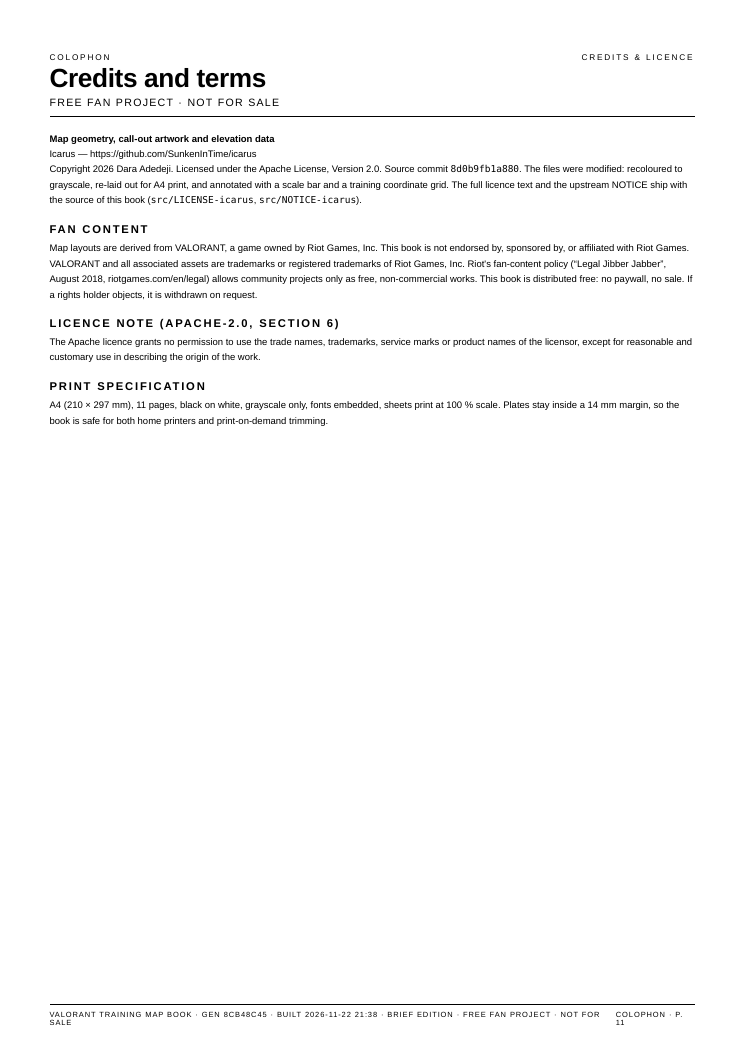 COLOPHON
CREDITS & LICENCE
Credits and terms
FREE FAN PROJECT · NOT FOR SALE
Map geometry, call-out artwork and elevation data
Icarus — https://github.com/SunkenInTime/icarus
Copyright 2026 Dara Adedeji. Licensed under the Apache License, Version 2.0. Source commit 8d0b9fb1a880. The files were modified: recoloured to
grayscale, re-laid out for A4 print, and annotated with a scale bar and a training coordinate grid. The full licence text and the upstream NOTICE ship with
the source of this book (src/LICENSE-icarus, src/NOTICE-icarus).
FAN CONTENT
Map layouts are derived from VALORANT, a game owned by Riot Games, Inc. This book is not endorsed by, sponsored by, or affiliated with Riot Games.
VALORANT and all associated assets are trademarks or registered trademarks of Riot Games, Inc. Riot's fan-content policy (“Legal Jibber Jabber”,
August 2018, riotgames.com/en/legal) allows community projects only as free, non-commercial works. This book is distributed free: no paywall, no sale. If
a rights holder objects, it is withdrawn on request.
LICENCE NOTE (APACHE-2.0, SECTION 6)
The Apache licence grants no permission to use the trade names, trademarks, service marks or product names of the licensor, except for reasonable and
customary use in describing the origin of the work.
PRINT SPECIFICATION
A4 (210 × 297 mm), 11 pages, black on white, grayscale only, fonts embedded, sheets print at 100 % scale. Plates stay inside a 14 mm margin, so the
book is safe for both home printers and print-on-demand trimming.
VALORANT TRAINING MAP BOOK · GEN 8CB48C45 · BUILT 2026-11-22 21:38 · BRIEF EDITION · FREE FAN PROJECT · NOT FOR
SALE
COLOPHON · P.
11